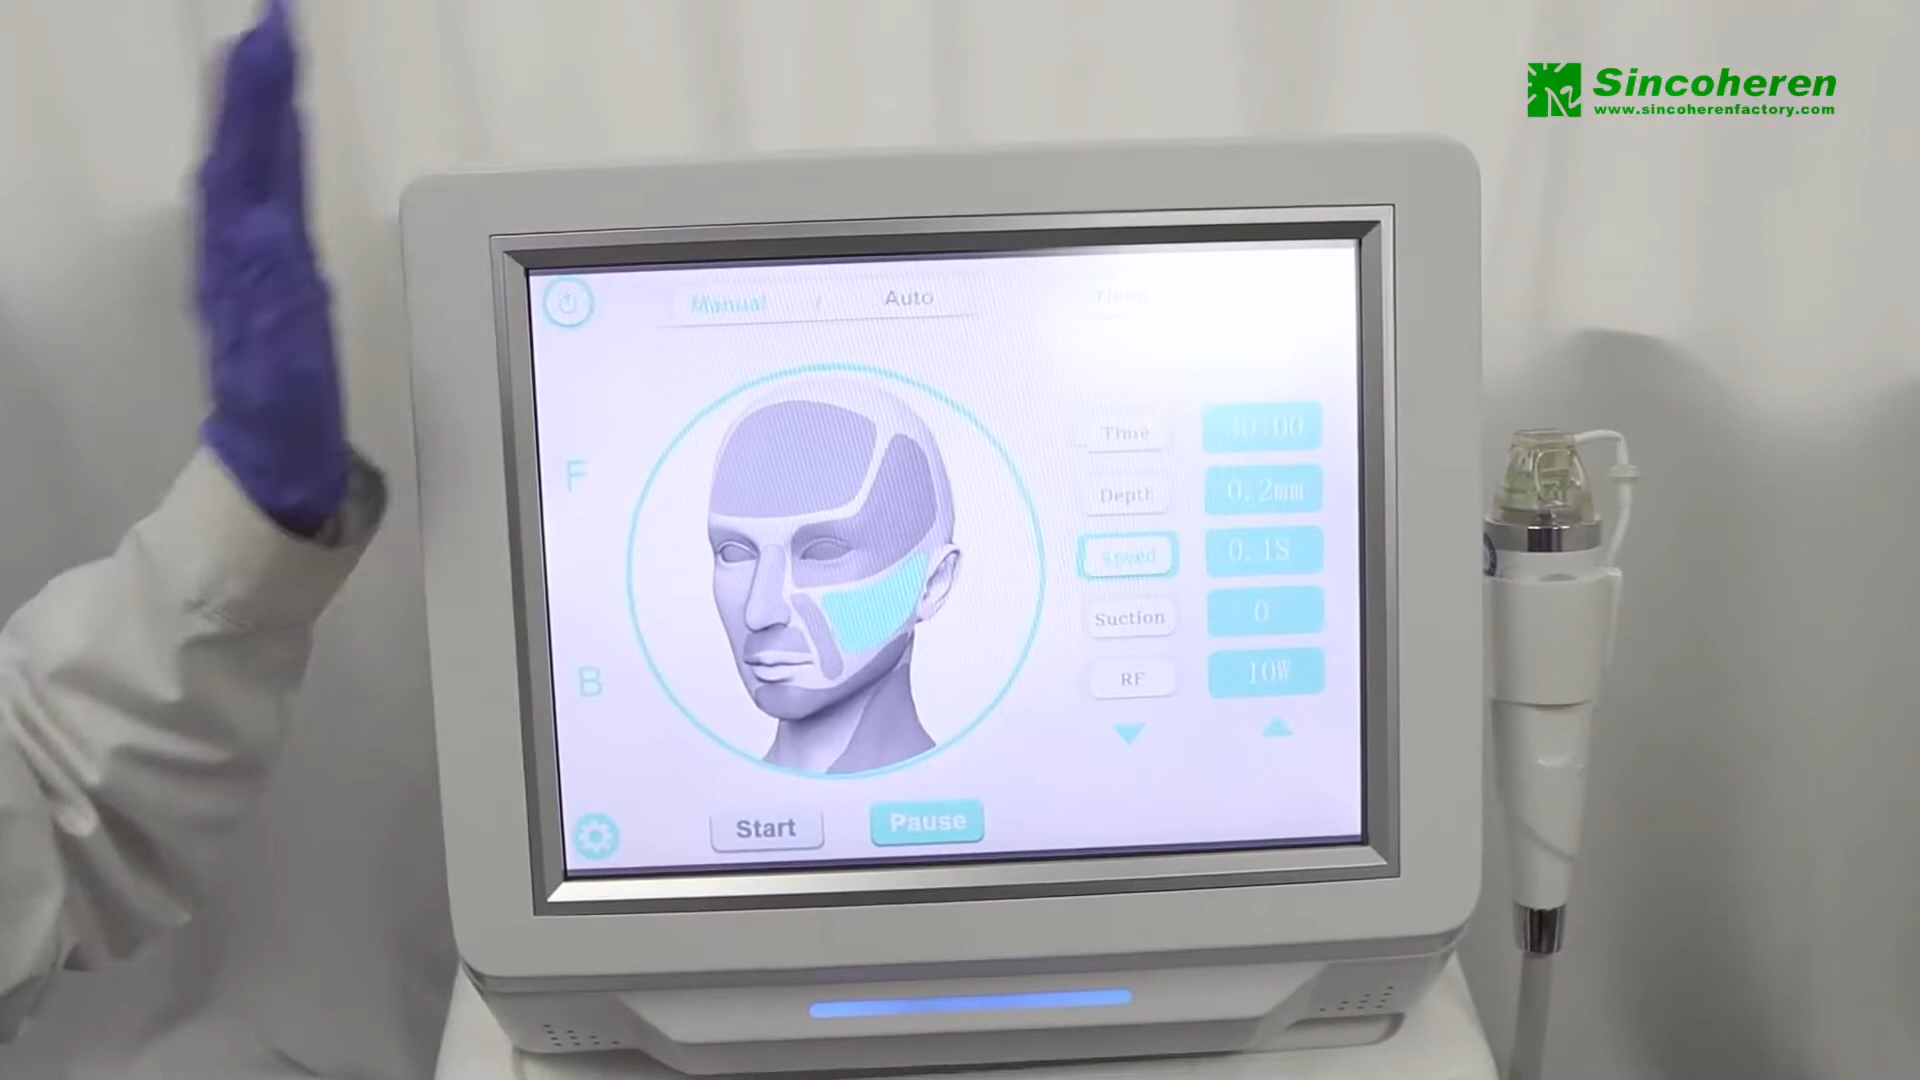 Sincoheren
www.sincoherenfactory.com
Manual / Auto
F
B
Time 30:00
Depth 0.2mm
Speed 0.1S
Suction 0
RF 10W
Start Pause